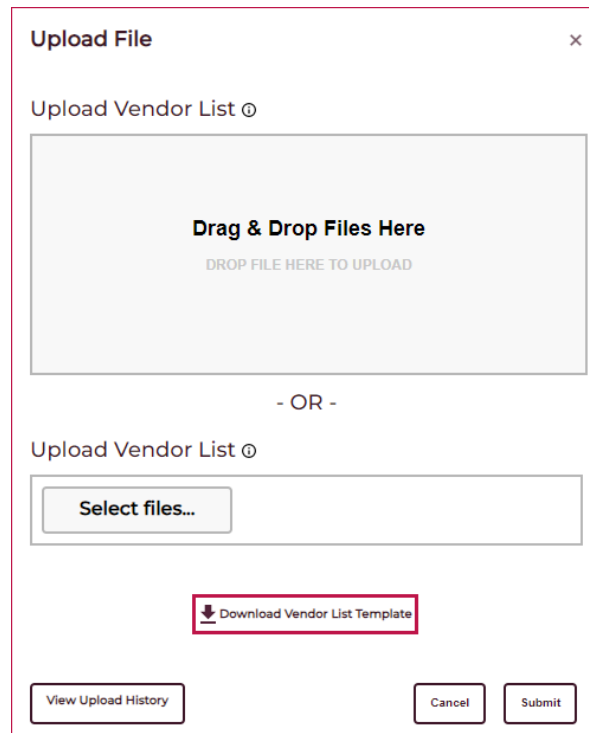 Upload File
Upload Vendor List
Drag & Drop Files Here
DROP FILE HERE TO UPLOAD
- OR -
Upload Vendor List
Select files...
Download Vendor List Template
View Upload History
Cancel
Submit